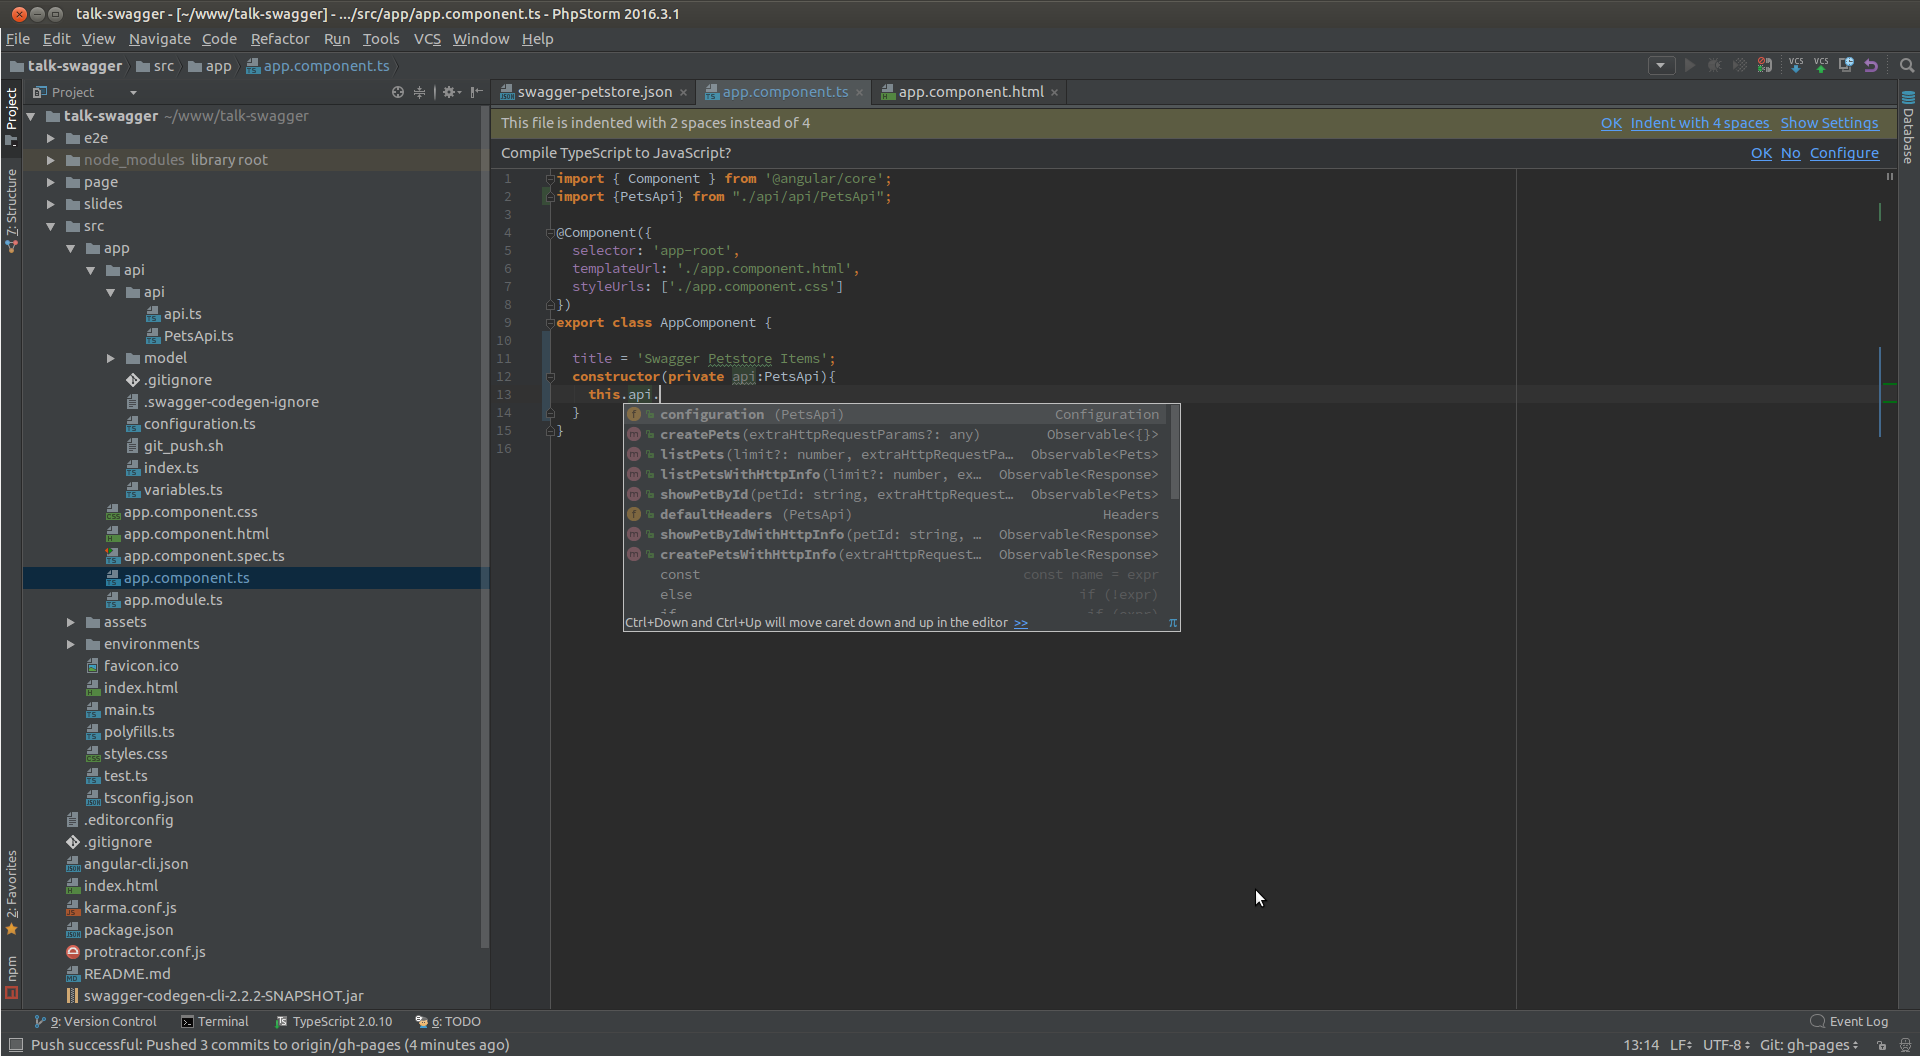 talk-swagger - [~/www/talk-swagger] - .../src/app/app.component.ts - PhpStorm 2016.3.1
File Edit View Navigate Code Refactor Run Tools VCS Window Help
talk-swagger src app app.component.ts
VCS VCS
Project
swagger-petstore.json app.component.ts app.component.html
This file is indented with 2 spaces instead of 4 OK Indent with 4 spaces Show Settings
Compile TypeScript to JavaScript? OK No Configure
Project
7: Structure
2: Favorites
npm
Database
talk-swagger ~/www/talk-swagger
e2e
node_modules library root
page
slides
src
app
api
api
api.ts
PetsApi.ts
model
.gitignore
.swagger-codegen-ignore
configuration.ts
git_push.sh
index.ts
variables.ts
app.component.css
app.component.html
app.component.spec.ts
app.component.ts
app.module.ts
assets
environments
favicon.ico
index.html
main.ts
polyfills.ts
styles.css
test.ts
tsconfig.json
.editorconfig
.gitignore
angular-cli.json
index.html
karma.conf.js
package.json
protractor.conf.js
README.md
swagger-codegen-cli-2.2.2-SNAPSHOT.jar
1 import { Component } from '@angular/core';
2 import {PetsApi} from "./api/api/PetsApi";
3
4 @Component({
5 selector: 'app-root',
6 templateUrl: './app.component.html',
7 styleUrls: ['./app.component.css']
8 })
9 export class AppComponent {
10
11 title = 'Swagger Petstore Items';
12 constructor(private api:PetsApi){
13 this.api.
14 }
15 }
16
configuration (PetsApi) Configuration
createPets(extraHttpRequestParams?: any) Observable<{}>
listPets(limit?: number, extraHttpRequestPa… Observable<Pets>
listPetsWithHttpInfo(limit?: number, ex… Observable<Response>
showPetById(petId: string, extraHttpRequest… Observable<Pets>
defaultHeaders (PetsApi) Headers
showPetByIdWithHttpInfo(petId: string, … Observable<Response>
createPetsWithHttpInfo(extraHttpRequest… Observable<Response>
const const name = expr
else if (!expr)
if if (expr)
Ctrl+Down and Ctrl+Up will move caret down and up in the editor >> π
9: Version Control Terminal TypeScript 2.0.10 6: TODO Event Log
Push successful: Pushed 3 commits to origin/gh-pages (4 minutes ago) 13:14 LF UTF-8 Git: gh-pages